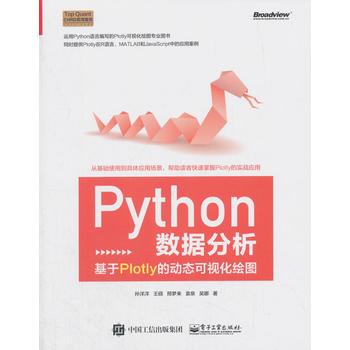 Top Quant
Broadview
运用Python语言编写的Plotly可视化绘图专业图书
同时提供Plotly在R语言、MATLAB和JavaScript中的应用案例
从基础使用到具体应用场景，帮助读者快速掌握Plotly的实战应用
Python
数据分析
基于Plotly的动态可视化绘图
孙洋洋 王硕 邢梦来 袁泉 吴娜 著
中国工信出版集团
电子工业出版社